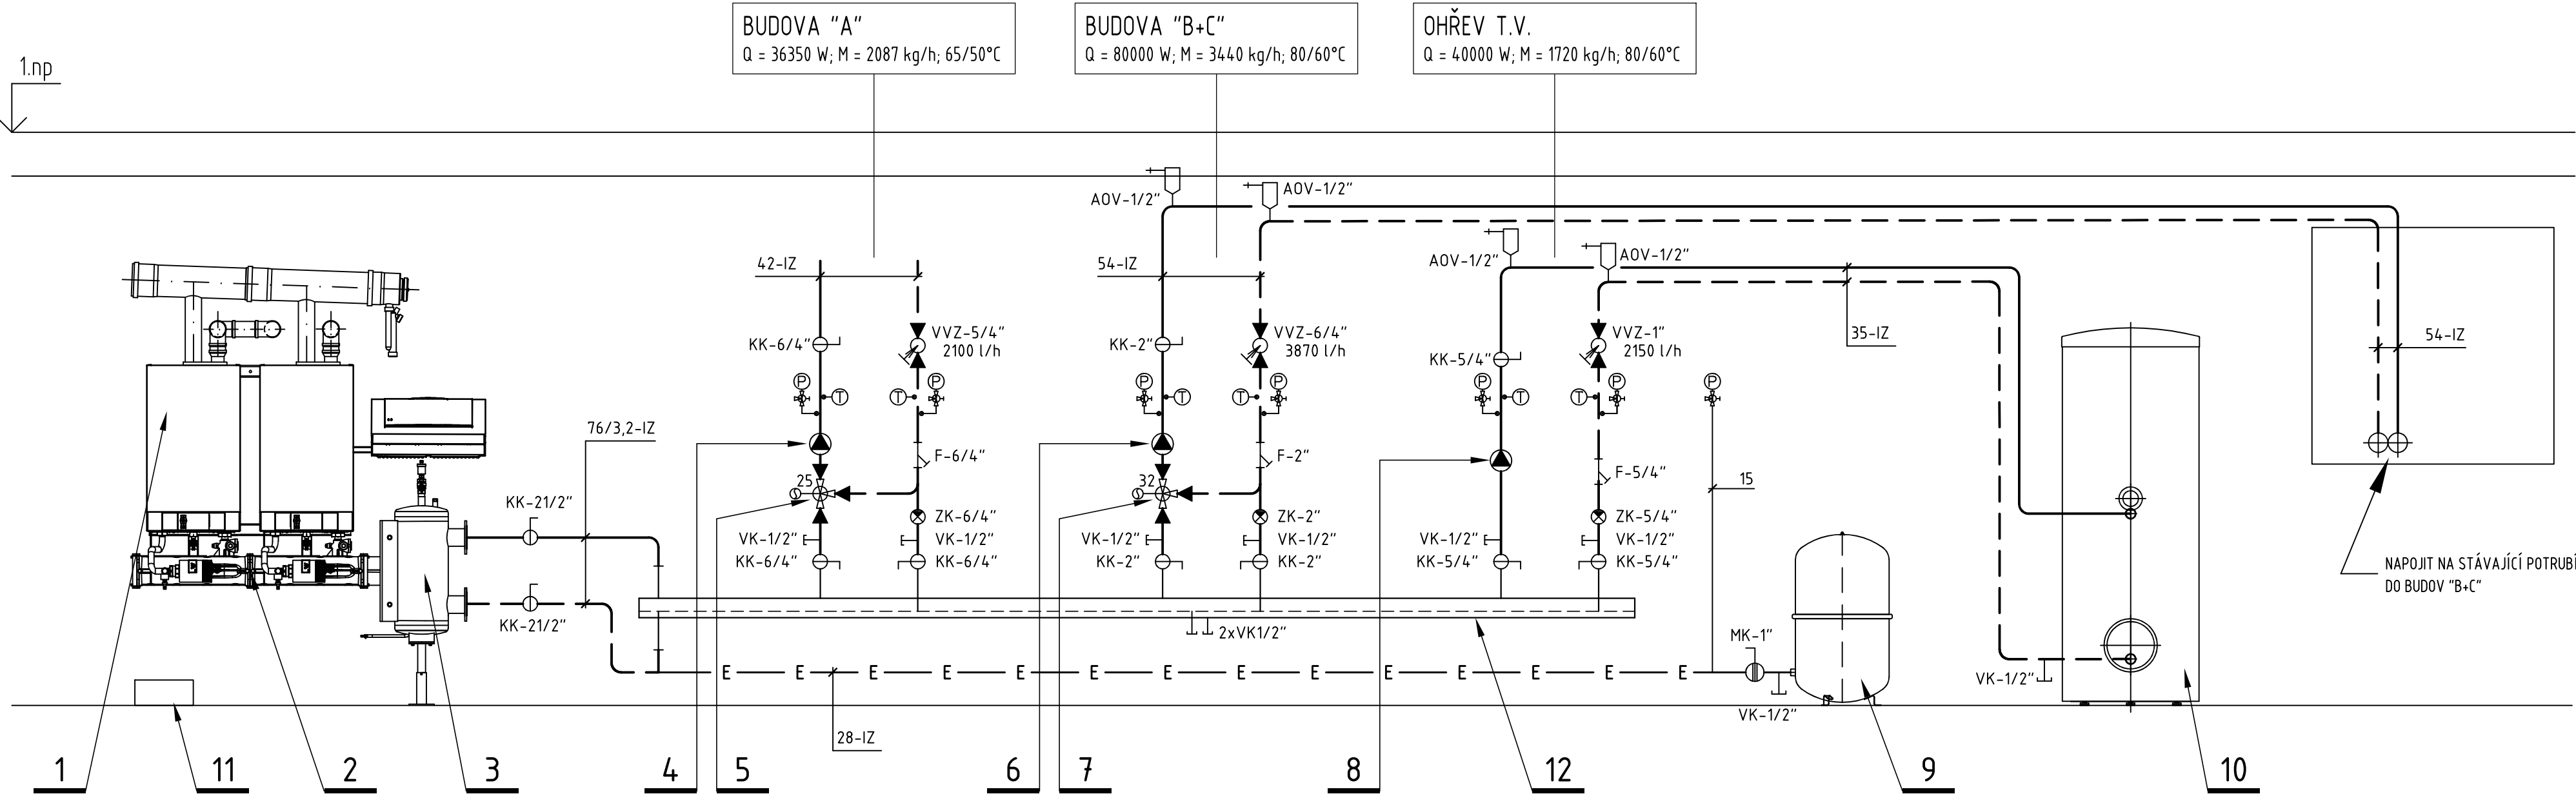 BUDOVA "A"
Q = 36350 W; M = 2087 kg/h; 65/50°C
BUDOVA "B+C"
Q = 80000 W; M = 3440 kg/h; 80/60°C
OHŘEV T.V.
Q = 40000 W; M = 1720 kg/h; 80/60°C
1.np
AOV-1/2"
AOV-1/2"
AOV-1/2"
AOV-1/2"
42-IZ
54-IZ
35-IZ
54-IZ
KK-6/4"
VVZ-5/4"
2100 l/h
KK-2"
VVZ-6/4"
3870 l/h
KK-5/4"
VVZ-1"
2150 l/h
P
T
T
P
P
T
T
P
P
T
T
P
P
76/3,2-IZ
F-6/4"
F-2"
F-5/4"
25
32
15
KK-21/2"
ZK-6/4"
ZK-2"
ZK-5/4"
VK-1/2"
VK-1/2"
VK-1/2"
VK-1/2"
VK-1/2"
VK-1/2"
KK-6/4"
KK-6/4"
KK-2"
KK-2"
KK-5/4"
KK-5/4"
NAPOJIT NA STÁVAJÍCÍ POTRUBÍ
DO BUDOV "B+C"
KK-21/2"
2xVK1/2"
MK-1"
E E E E E E E E E E E E E E
VK-1/2"
VK-1/2"
28-IZ
1
11
2
3
4
5
6
7
8
12
9
10